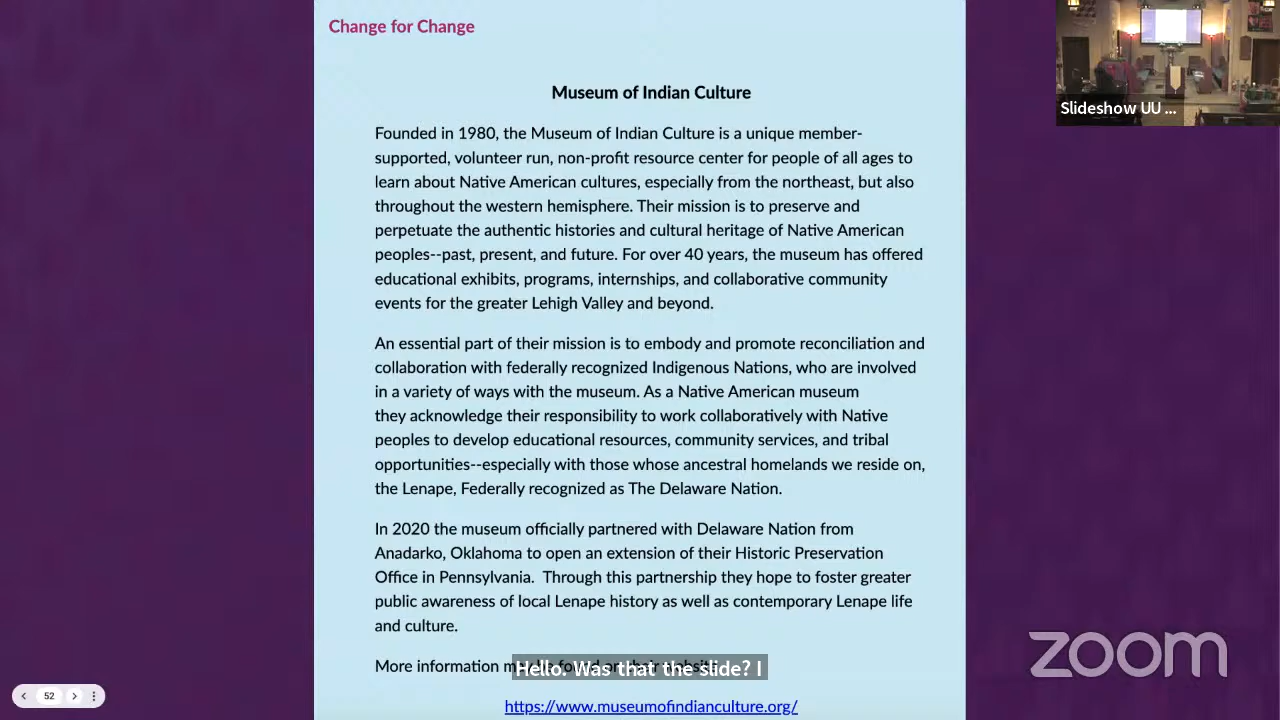 Change for Change
Slideshow UU ...
Museum of Indian Culture
Founded in 1980, the Museum of Indian Culture is a unique member-
supported, volunteer run, non-profit resource center for people of all ages to
learn about Native American cultures, especially from the northeast, but also
throughout the western hemisphere. Their mission is to preserve and
perpetuate the authentic histories and cultural heritage of Native American
peoples--past, present, and future. For over 40 years, the museum has offered
educational exhibits, programs, internships, and collaborative community
events for the greater Lehigh Valley and beyond.
An essential part of their mission is to embody and promote reconciliation and
collaboration with federally recognized Indigenous Nations, who are involved
in a variety of ways with the museum. As a Native American museum
they acknowledge their responsibility to work collaboratively with Native
peoples to develop educational resources, community services, and tribal
opportunities--especially with those whose ancestral homelands we reside on,
the Lenape, Federally recognized as The Delaware Nation.
In 2020 the museum officially partnered with Delaware Nation from
Anadarko, Oklahoma to open an extension of their Historic Preservation
Office in Pennsylvania.  Through this partnership they hope to foster greater
public awareness of local Lenape history as well as contemporary Lenape life
and culture.
More information
Hello. Was that the slide? I
https://www.museumofindianculture.org/
52
zoom